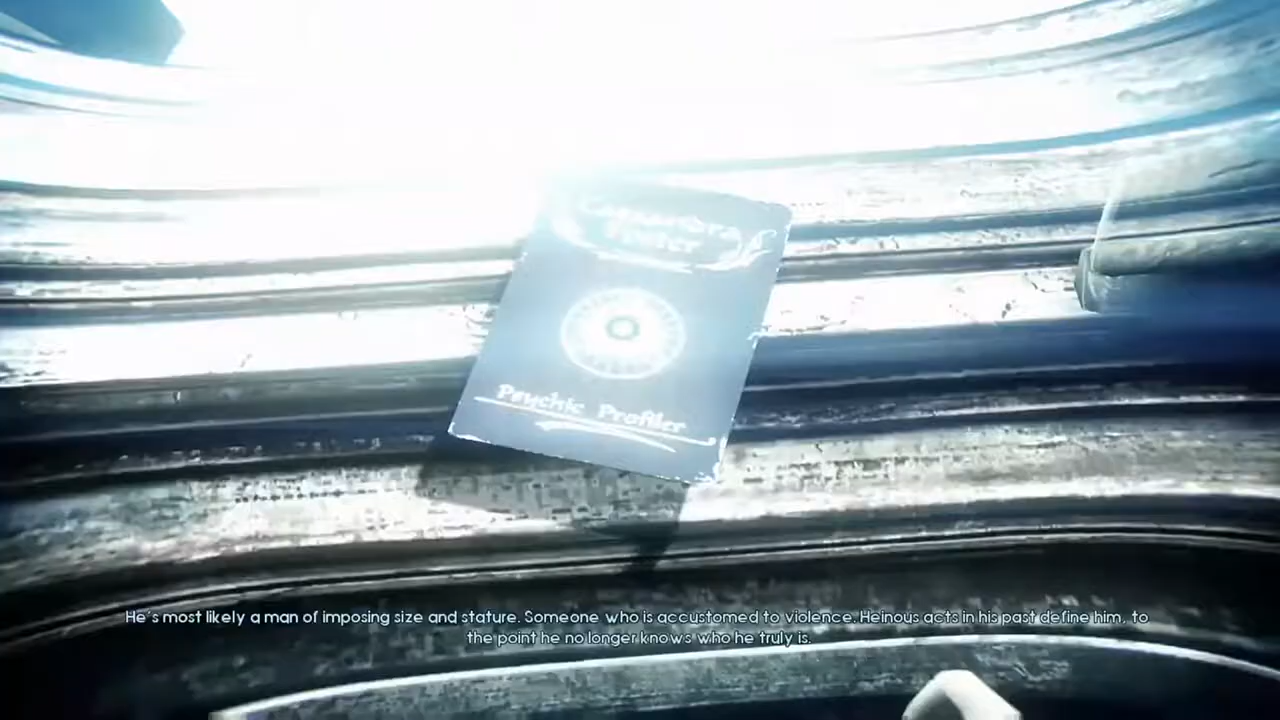 Psychic Profiler
He's most likely a man of imposing size and stature. Someone who is accustomed to violence. Heinous acts in his past define him, to
the point he no longer knows who he truly is.